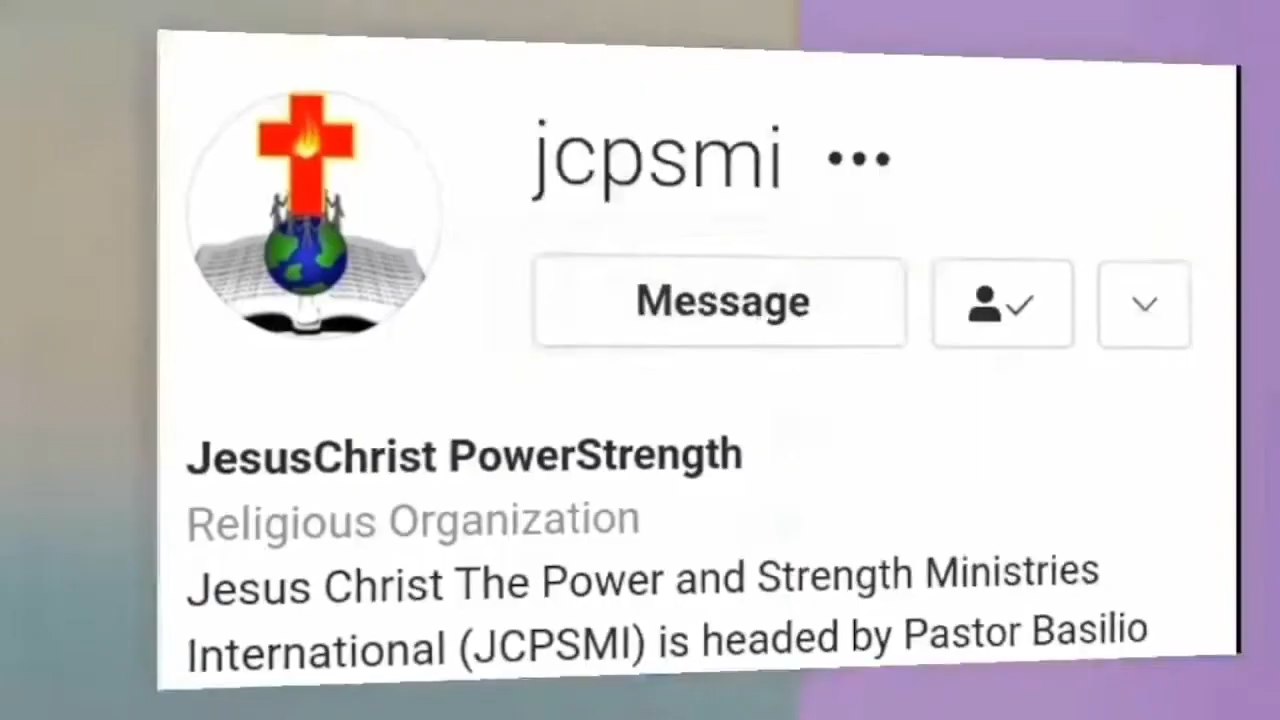 jcpsmi
Message
JesusChrist PowerStrength
Religious Organization
Jesus Christ The Power and Strength Ministries
International (JCPSMI) is headed by Pastor Basilio